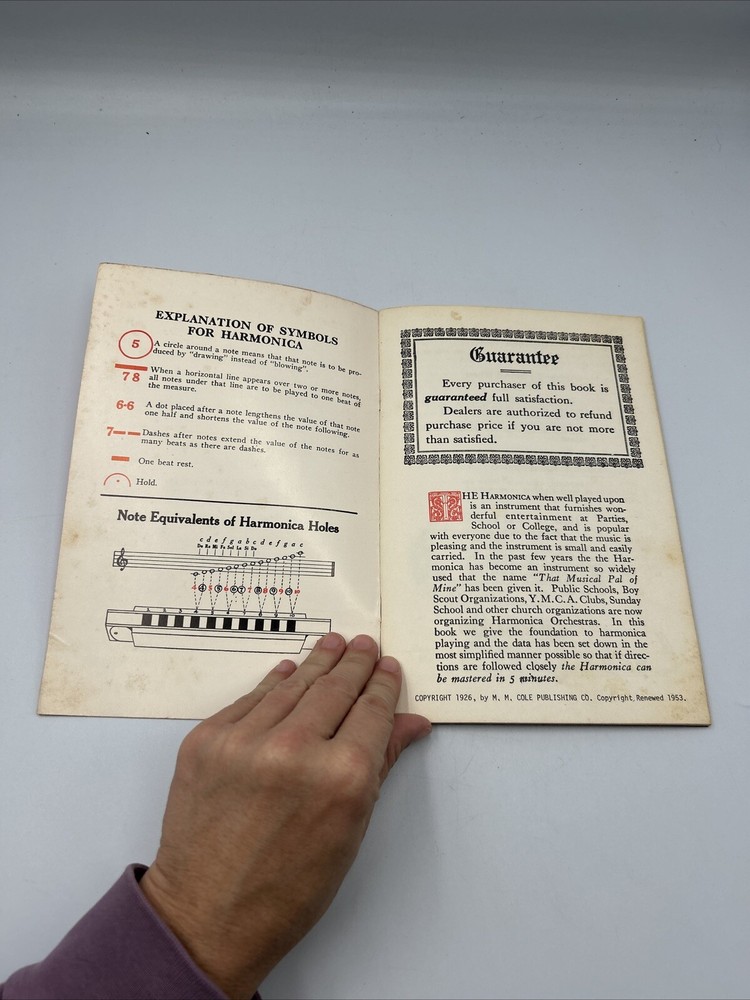 EXPLANATION OF SYMBOLS
FOR HARMONICA
5
A circle around a note means that that note is to be pro-
duced by "drawing" instead of "blowing".
7 8
When a horizontal line appears over two or more notes,
all notes under that line are to be played to one beat of
the measure.
6·6
A dot placed after a note lengthens the value of that note
one half and shortens the value of the note following.
7——
Dashes after notes extend the value of the notes for as
many beats as there are dashes.
One beat rest.
Hold.
Note Equivalents of Harmonica Holes
c d e f g a b c d e f g a c
Do Re Mi Fa Sol La Si Do
Guarantee
Every purchaser of this book is
guaranteed full satisfaction.
Dealers are authorized to refund
purchase price if you are not more
than satisfied.
THE HARMONICA when well played upon
is an instrument that furnishes won-
derful entertainment at Parties,
School or College, and is popular
with everyone due to the fact that the music is
pleasing and the instrument is small and easily
carried. In the past few years the the Har-
monica has become an instrument so widely
used that the name "That Musical Pal of
Mine" has been given it. Public Schools, Boy
Scout Organizations, Y.M.C.A. Clubs, Sunday
School and other church organizations are now
organizing Harmonica Orchestras. In this
book we give the foundation to harmonica
playing and the data has been set down in the
most simplified manner possible so that if direc-
tions are followed closely the Harmonica can
be mastered in 5 minutes.
COPYRIGHT 1926, by M. M. COLE PUBLISHING CO. Copyright Renewed 1953.